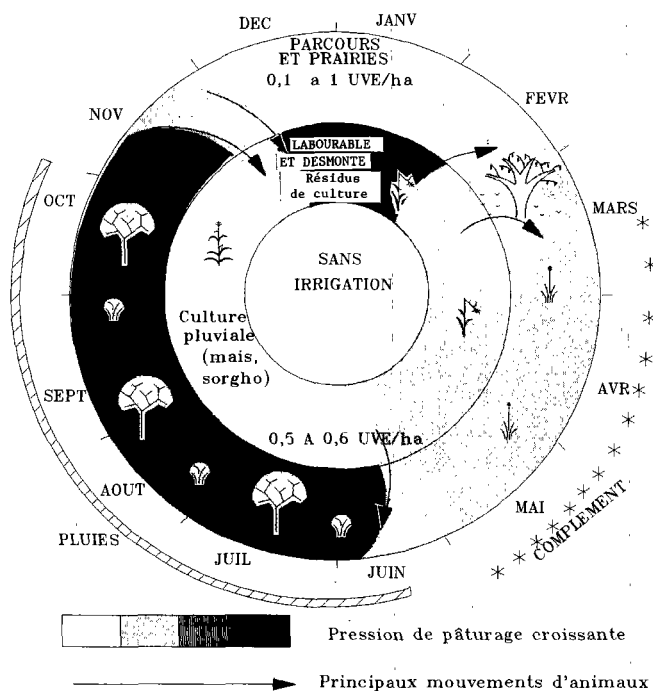 DEC
JANV
PARCOURS
ET PRAIRIES
0,1 a 1 UVE/ha
NOV
FEVR
LABOURABLE
ET DESMONTE
Résidus
de culture
OCT
MARS
SANS
IRRIGATION
Culture
pluviale
(mais,
sorgho)
SEPT
AVR
0,5 A 0,6 UVE/ha
AOUT
MAI
PLUIES
JUIL
JUIN
COMPLEMENT
Pression de pâturage croissante
Principaux mouvements d'animaux